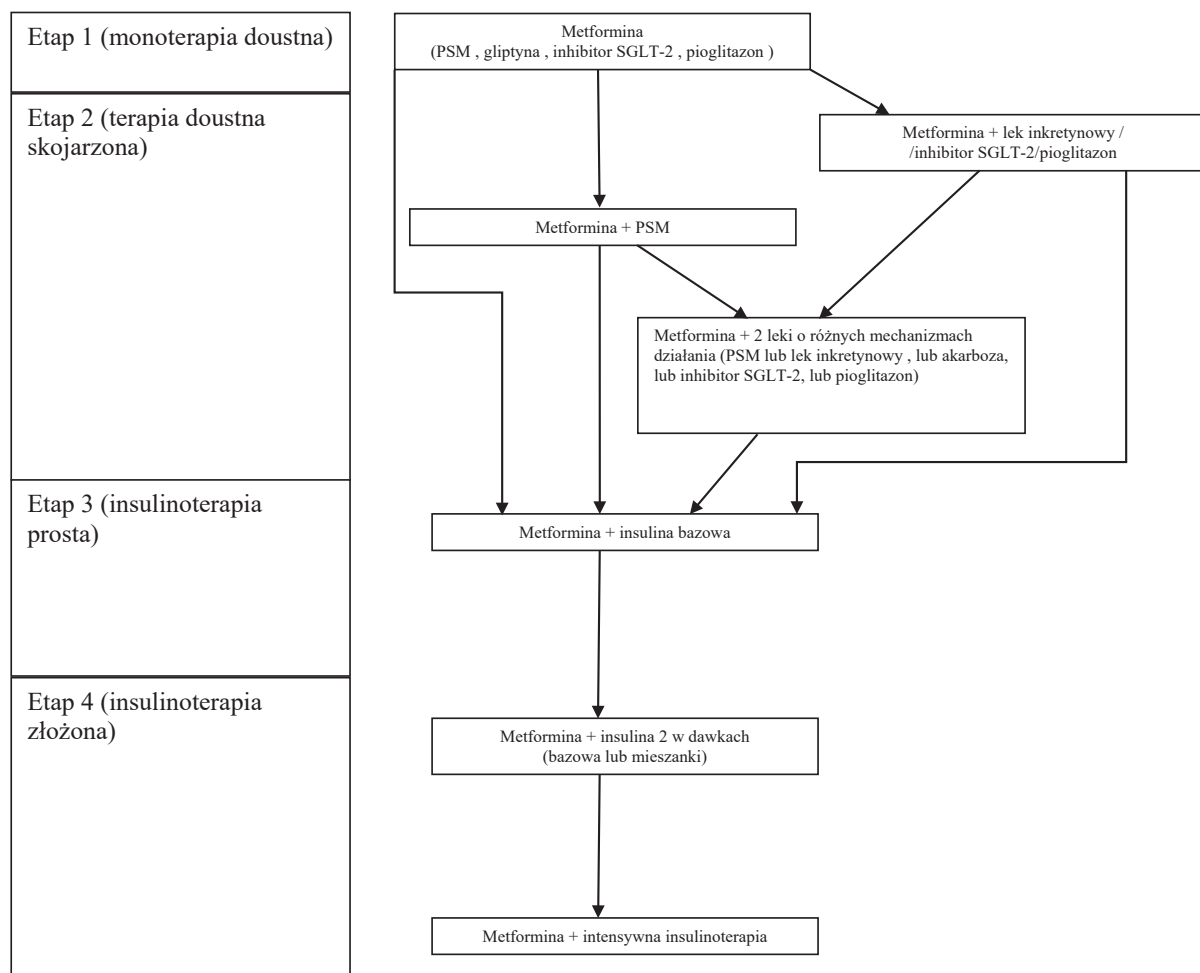 Etap 1 (monoterapia doustna)
Metformina
(PSM , gliptyna , inhibitor SGLT-2 , pioglitazon )
Etap 2 (terapia doustna
skojarzona)
Metformina + lek inkretynowy /
/inhibitor SGLT-2/pioglitazon
Metformina + PSM
Metformina + 2 leki o różnych mechanizmach
działania (PSM lub lek inkretynowy , lub akarboza,
lub inhibitor SGLT-2, lub pioglitazon)
Etap 3 (insulinoterapia
prosta)
Metformina + insulina bazowa
Etap 4 (insulinoterapia
złożona)
Metformina + insulina 2 w dawkach
(bazowa lub mieszanki)
Metformina + intensywna insulinoterapia